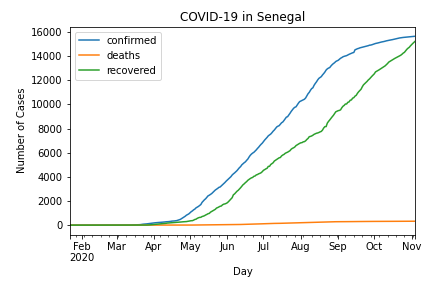 COVID-19 in Senegal
confirmed
deaths
recovered
Number of Cases
16000
14000
12000
10000
8000
6000
4000
2000
0
Feb Mar Apr May Jun Jul Aug Sep Oct Nov
2020
Day